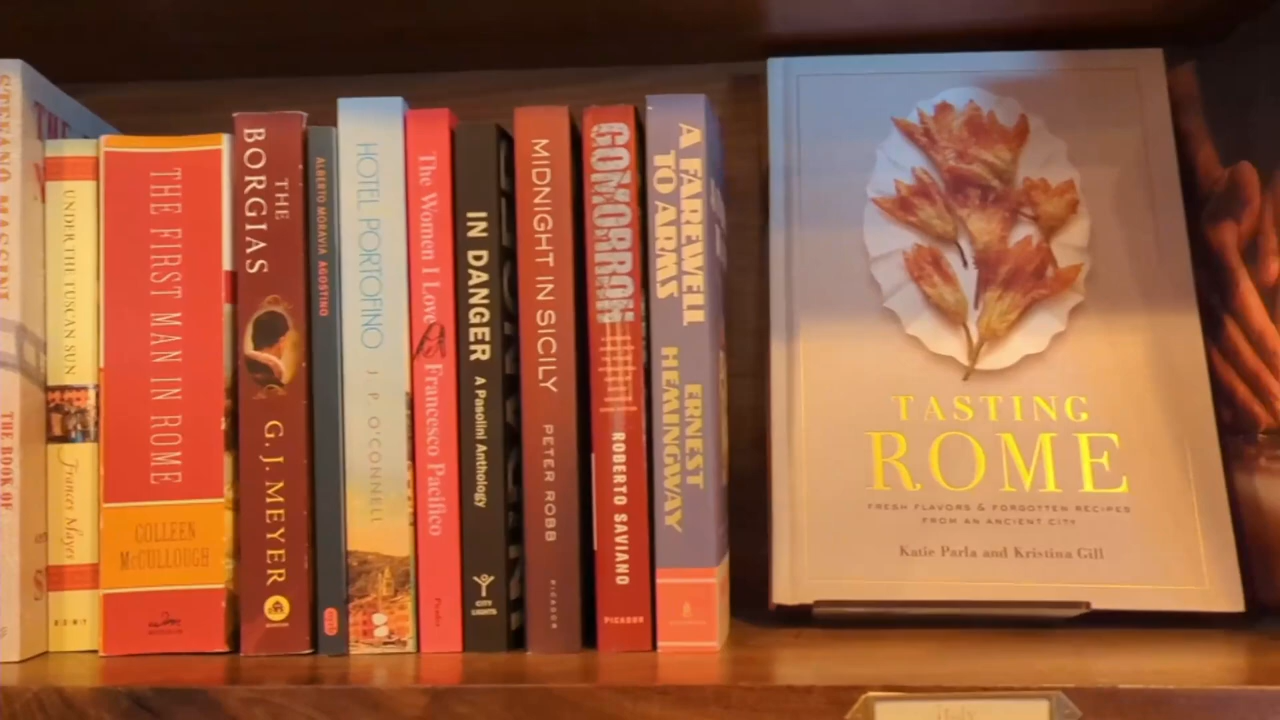 THE BOOK OF
UNDER THE TUSCAN SUN
Frances Mayes
THE FIRST MAN IN ROME
COLLEEN
McCULLOUGH
THE
BORGIAS
G. J. MEYER
ALBERTO MORAVIA AGOSTINO
HOTEL PORTOFINO
J P O'CONNELL
The Women I Love
Francesco Pacifico
Picador
IN DANGER
A Pasolini Anthology
CITY
LIGHTS
MIDNIGHT IN SICILY
PETER ROBB
PICADOR
GOMORRAH
ROBERTO SAVIANO
PICADOR
A FAREWELL
TO ARMS
ERNEST
HEMINGWAY
TASTING
ROME
FRESH FLAVORS & FORGOTTEN RECIPES
FROM AN ANCIENT CITY
Katie Parla and Kristina Gill